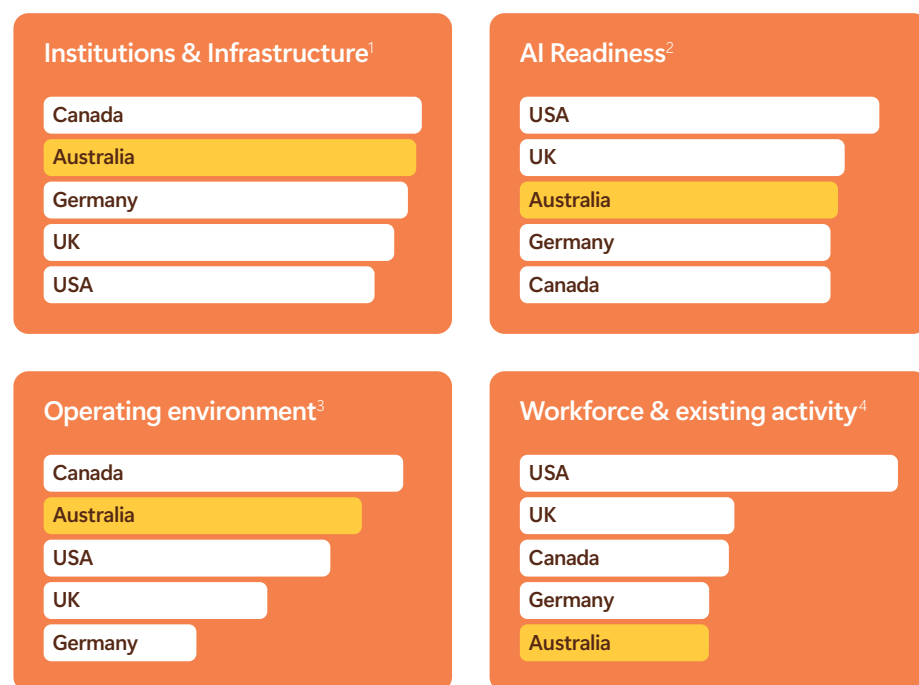 Institutions & Infrastructure¹
Canada
Australia
Germany
UK
USA
AI Readiness²
USA
UK
Australia
Germany
Canada
Operating environment³
Canada
Australia
USA
UK
Germany
Workforce & existing activity⁴
USA
UK
Canada
Germany
Australia